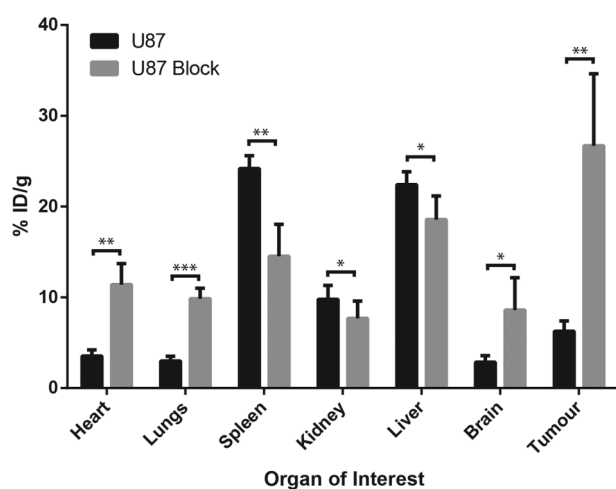 40
30
20
10
0
% ID/g
U87
U87 Block
**
***
**
*
*
*
**
Heart
Lungs
Spleen
Kidney
Liver
Brain
Tumour
Organ of Interest